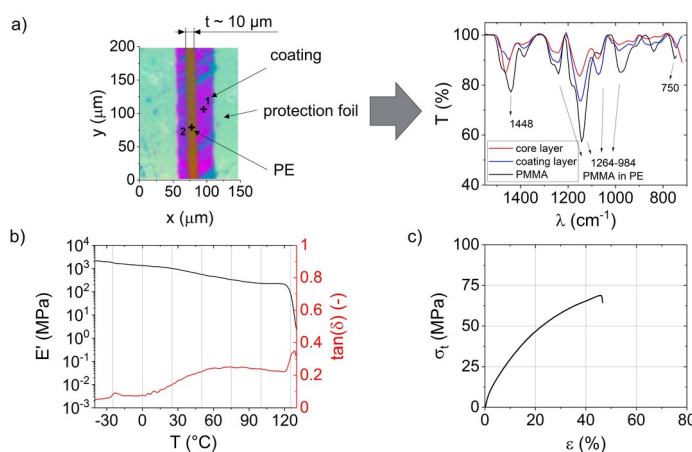 a)
t ~ 10 μm
200
150
100
50
0
y (μm)
0 50 100 150
x (μm)
1
2
coating
protection foil
PE
100
80
60
40
T (%)
1448
750
1264-984
PMMA in PE
core layer
coating layer
PMMA
1400 1200 1000 800
λ (cm⁻¹)
b)
10⁴
10³
10²
10¹
10⁰
10⁻¹
10⁻²
10⁻³
E' (MPa)
1
0.8
0.6
0.4
0.2
0
tan(δ) (-)
-30 0 30 60 90 120
T (°C)
c)
100
75
50
25
0
σt (MPa)
0 20 40 60 80
ε (%)